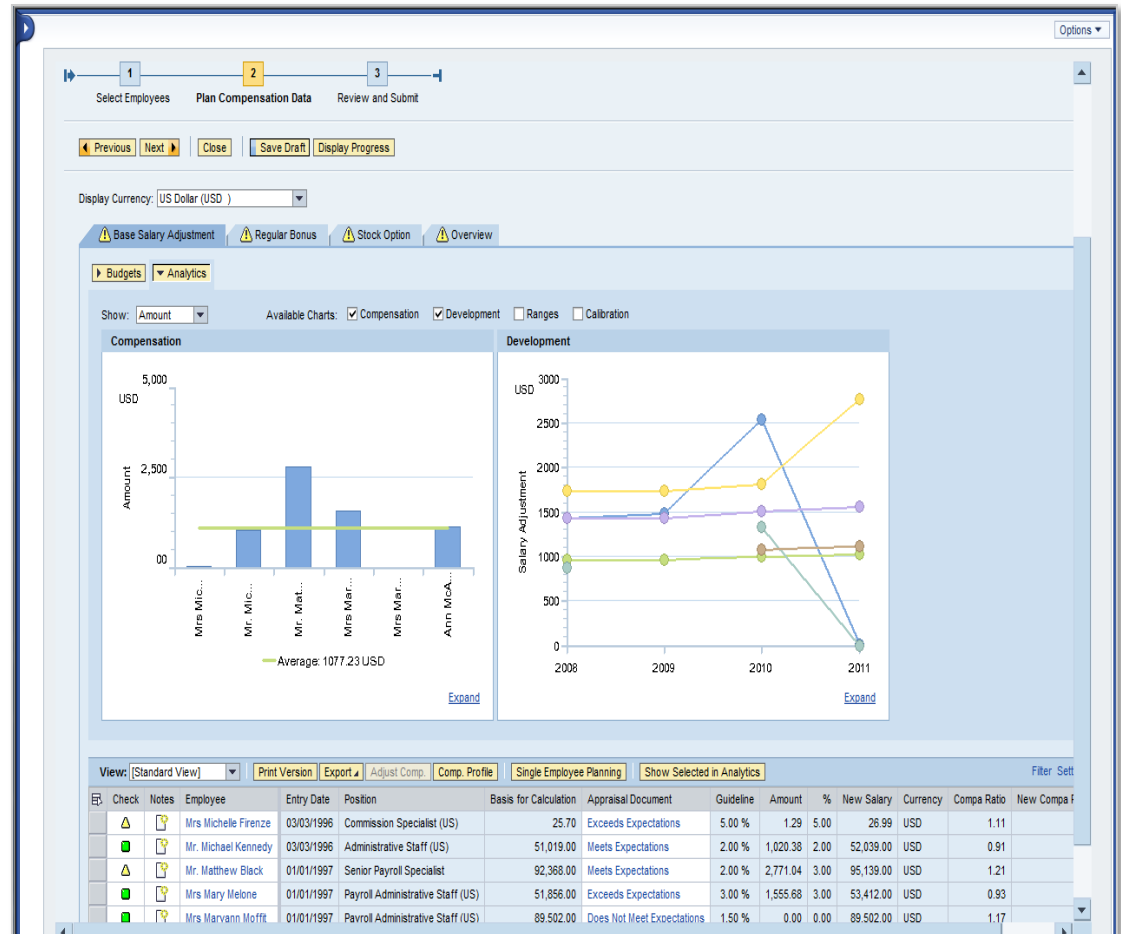 Options
1 2 3
Select Employees Plan Compensation Data Review and Submit
Previous Next Close Save Draft Display Progress
Display Currency: US Dollar (USD )
Base Salary Adjustment Regular Bonus Stock Option Overview
Budgets Analytics
Show: Amount Available Charts: Compensation Development Ranges Calibration
Compensation
5,000
USD
Amount
2,500
00
Mrs Mic...
Mr. Mic...
Mr. Mat...
Mrs Mar...
Mrs Mar...
Ann McA...
Average: 1077.23 USD
Expand
Development
USD
3000
2500
2000
1500
1000
500
0
Salary Adjustment
2008 2009 2010 2011
Expand
View: [Standard View] Print Version Export Adjust Comp. Comp. Profile Single Employee Planning Show Selected in Analytics Filter Sett
Check Notes Employee Entry Date Position Basis for Calculation Appraisal Document Guideline Amount % New Salary Currency Compa Ratio New Compa
Mrs Michelle Firenze 03/03/1996 Commission Specialist (US) 25.70 Exceeds Expectations 5.00 % 1.29 5.00 26.99 USD 1.11
Mr. Michael Kennedy 03/03/1996 Administrative Staff (US) 51,019.00 Meets Expectations 2.00 % 1,020.38 2.00 52,039.00 USD 0.91
Mr. Matthew Black 01/01/1997 Senior Payroll Specialist 92,368.00 Meets Expectations 2.00 % 2,771.04 3.00 95,139.00 USD 1.21
Mrs Mary Melone 01/01/1997 Payroll Administrative Staff (US) 51,856.00 Exceeds Expectations 3.00 % 1,555.68 3.00 53,412.00 USD 0.93
Mrs Maryann Moffit 01/01/1997 Payroll Administrative Staff (US) 89,502.00 Does Not Meet Expectations 1.50 % 0.00 0.00 89,502.00 USD 1.17